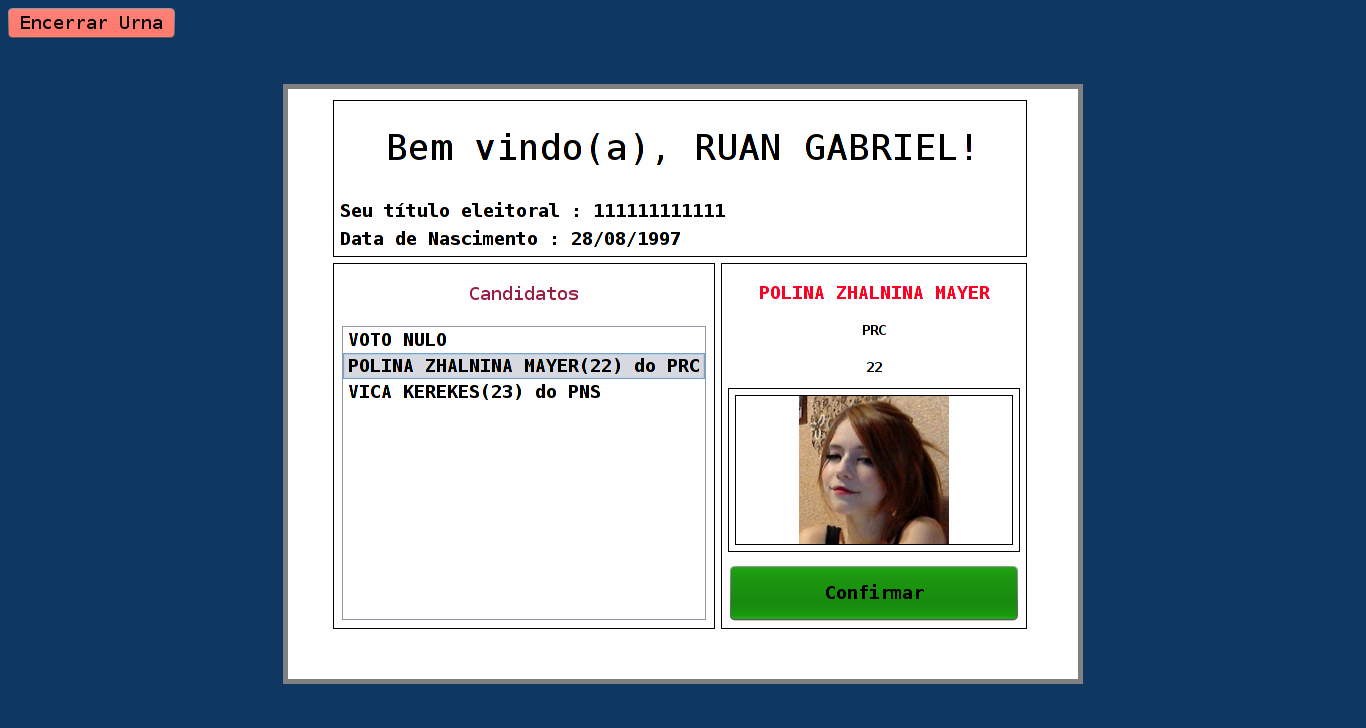 Encerrar Urna
Bem vindo(a), RUAN GABRIEL!
Seu título eleitoral : 111111111111
Data de Nascimento : 28/08/1997
Candidatos
VOTO NULO
POLINA ZHALNINA MAYER(22) do PRC
VICA KEREKES(23) do PNS
POLINA ZHALNINA MAYER
PRC
22
Confirmar